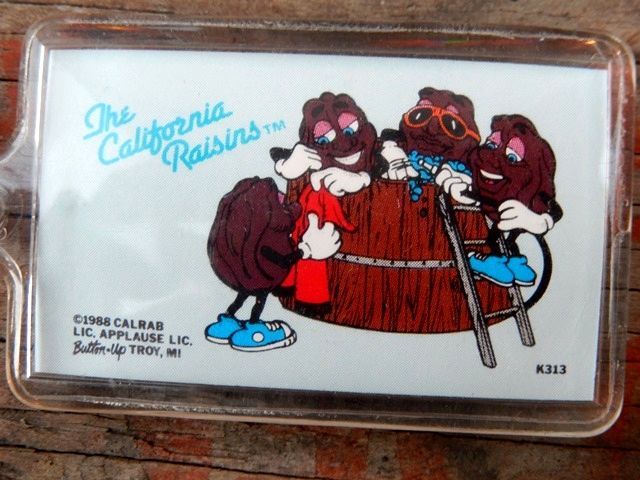 The
California
Raisins™
©1988 CALRAB
LIC. APPLAUSE LIC.
Button-Up TROY, MI
K313